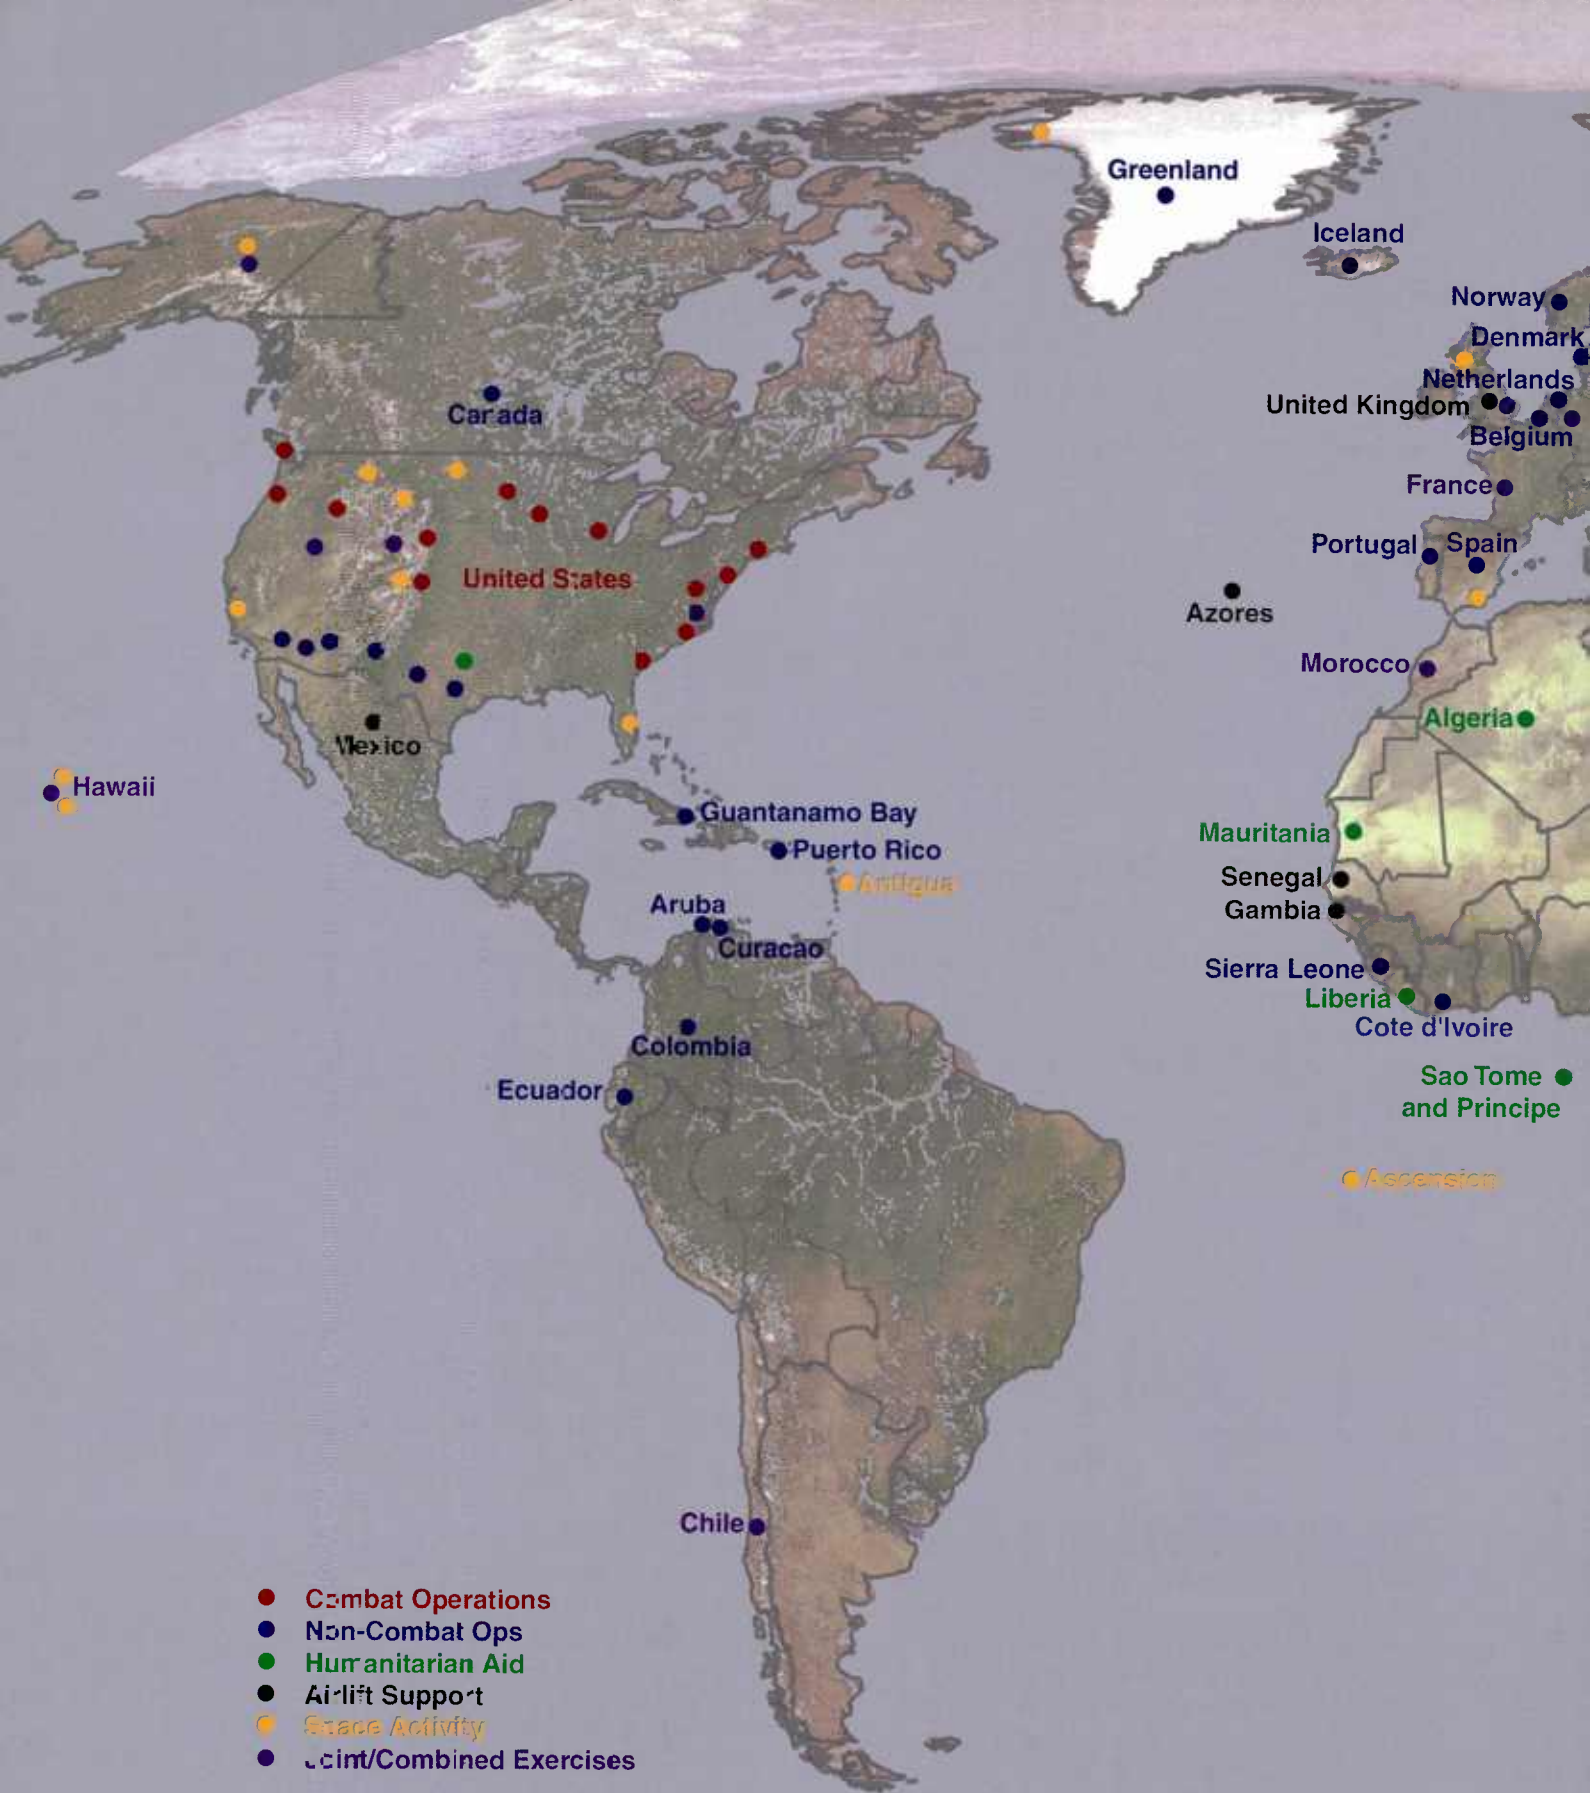 Greenland
Iceland
Norway
Denmark
Netherlands
United Kingdom
Belgium
Canada
France
Portugal
Spain
United States
Azores
Morocco
Algeria
Mexico
Hawaii
Guantanamo Bay
Puerto Rico
Mauritania
Antigua
Senegal
Aruba
Gambia
Curacao
Sierra Leone
Liberia
Cote d'Ivoire
Colombia
Ecuador
Sao Tome
and Principe
Ascension
Chile
Combat Operations
Non-Combat Ops
Humanitarian Aid
Airlift Support
Space Activity
Joint/Combined Exercises